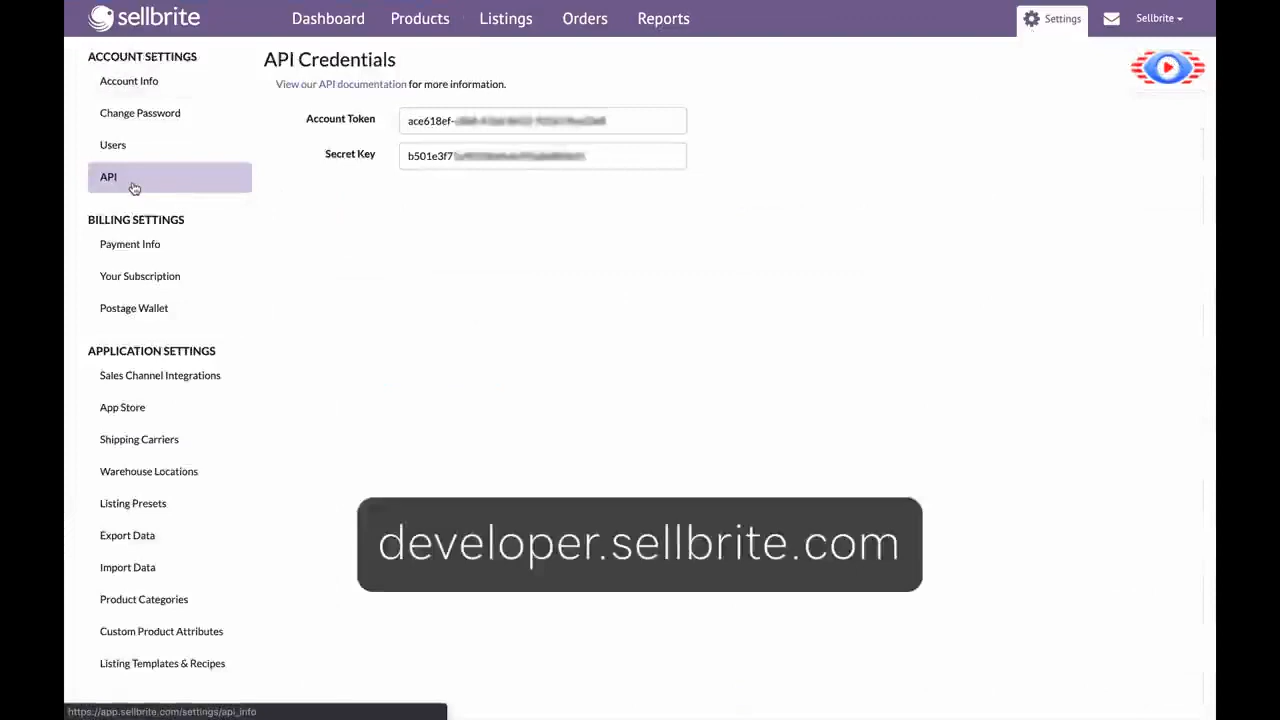 sellbrite
Dashboard
Products
Listings
Orders
Reports
Settings
Sellbrite
ACCOUNT SETTINGS
Account Info
Change Password
Users
API
BILLING SETTINGS
Payment Info
Your Subscription
Postage Wallet
APPLICATION SETTINGS
Sales Channel Integrations
App Store
Shipping Carriers
Warehouse Locations
Listing Presets
Export Data
Import Data
Product Categories
Custom Product Attributes
Listing Templates & Recipes
API Credentials
View our API documentation for more information.
Account Token
ace618ef-
Secret Key
b501e3f7
developer.sellbrite.com
https://app.sellbrite.com/settings/api_info